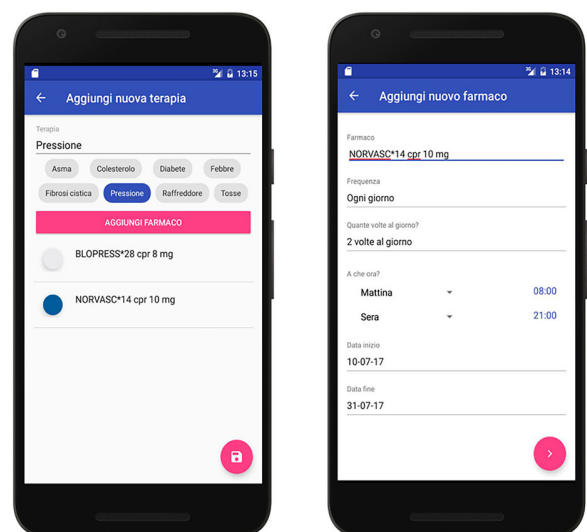 13:15
Aggiungi nuova terapia
Terapia
Pressione
Asma Colesterolo Diabete Febbre
Fibrosi cistica Pressione Raffreddore Tosse
AGGIUNGI FARMACO
BLOPRESS*28 cpr 8 mg
NORVASC*14 cpr 10 mg
13:14
Aggiungi nuovo farmaco
Farmaco
NORVASC*14 cpr 10 mg
Frequenza
Ogni giorno
Quante volte al giorno?
2 volte al giorno
A che ora?
Mattina 08:00
Sera 21:00
Data inizio
10-07-17
Data fine
31-07-17